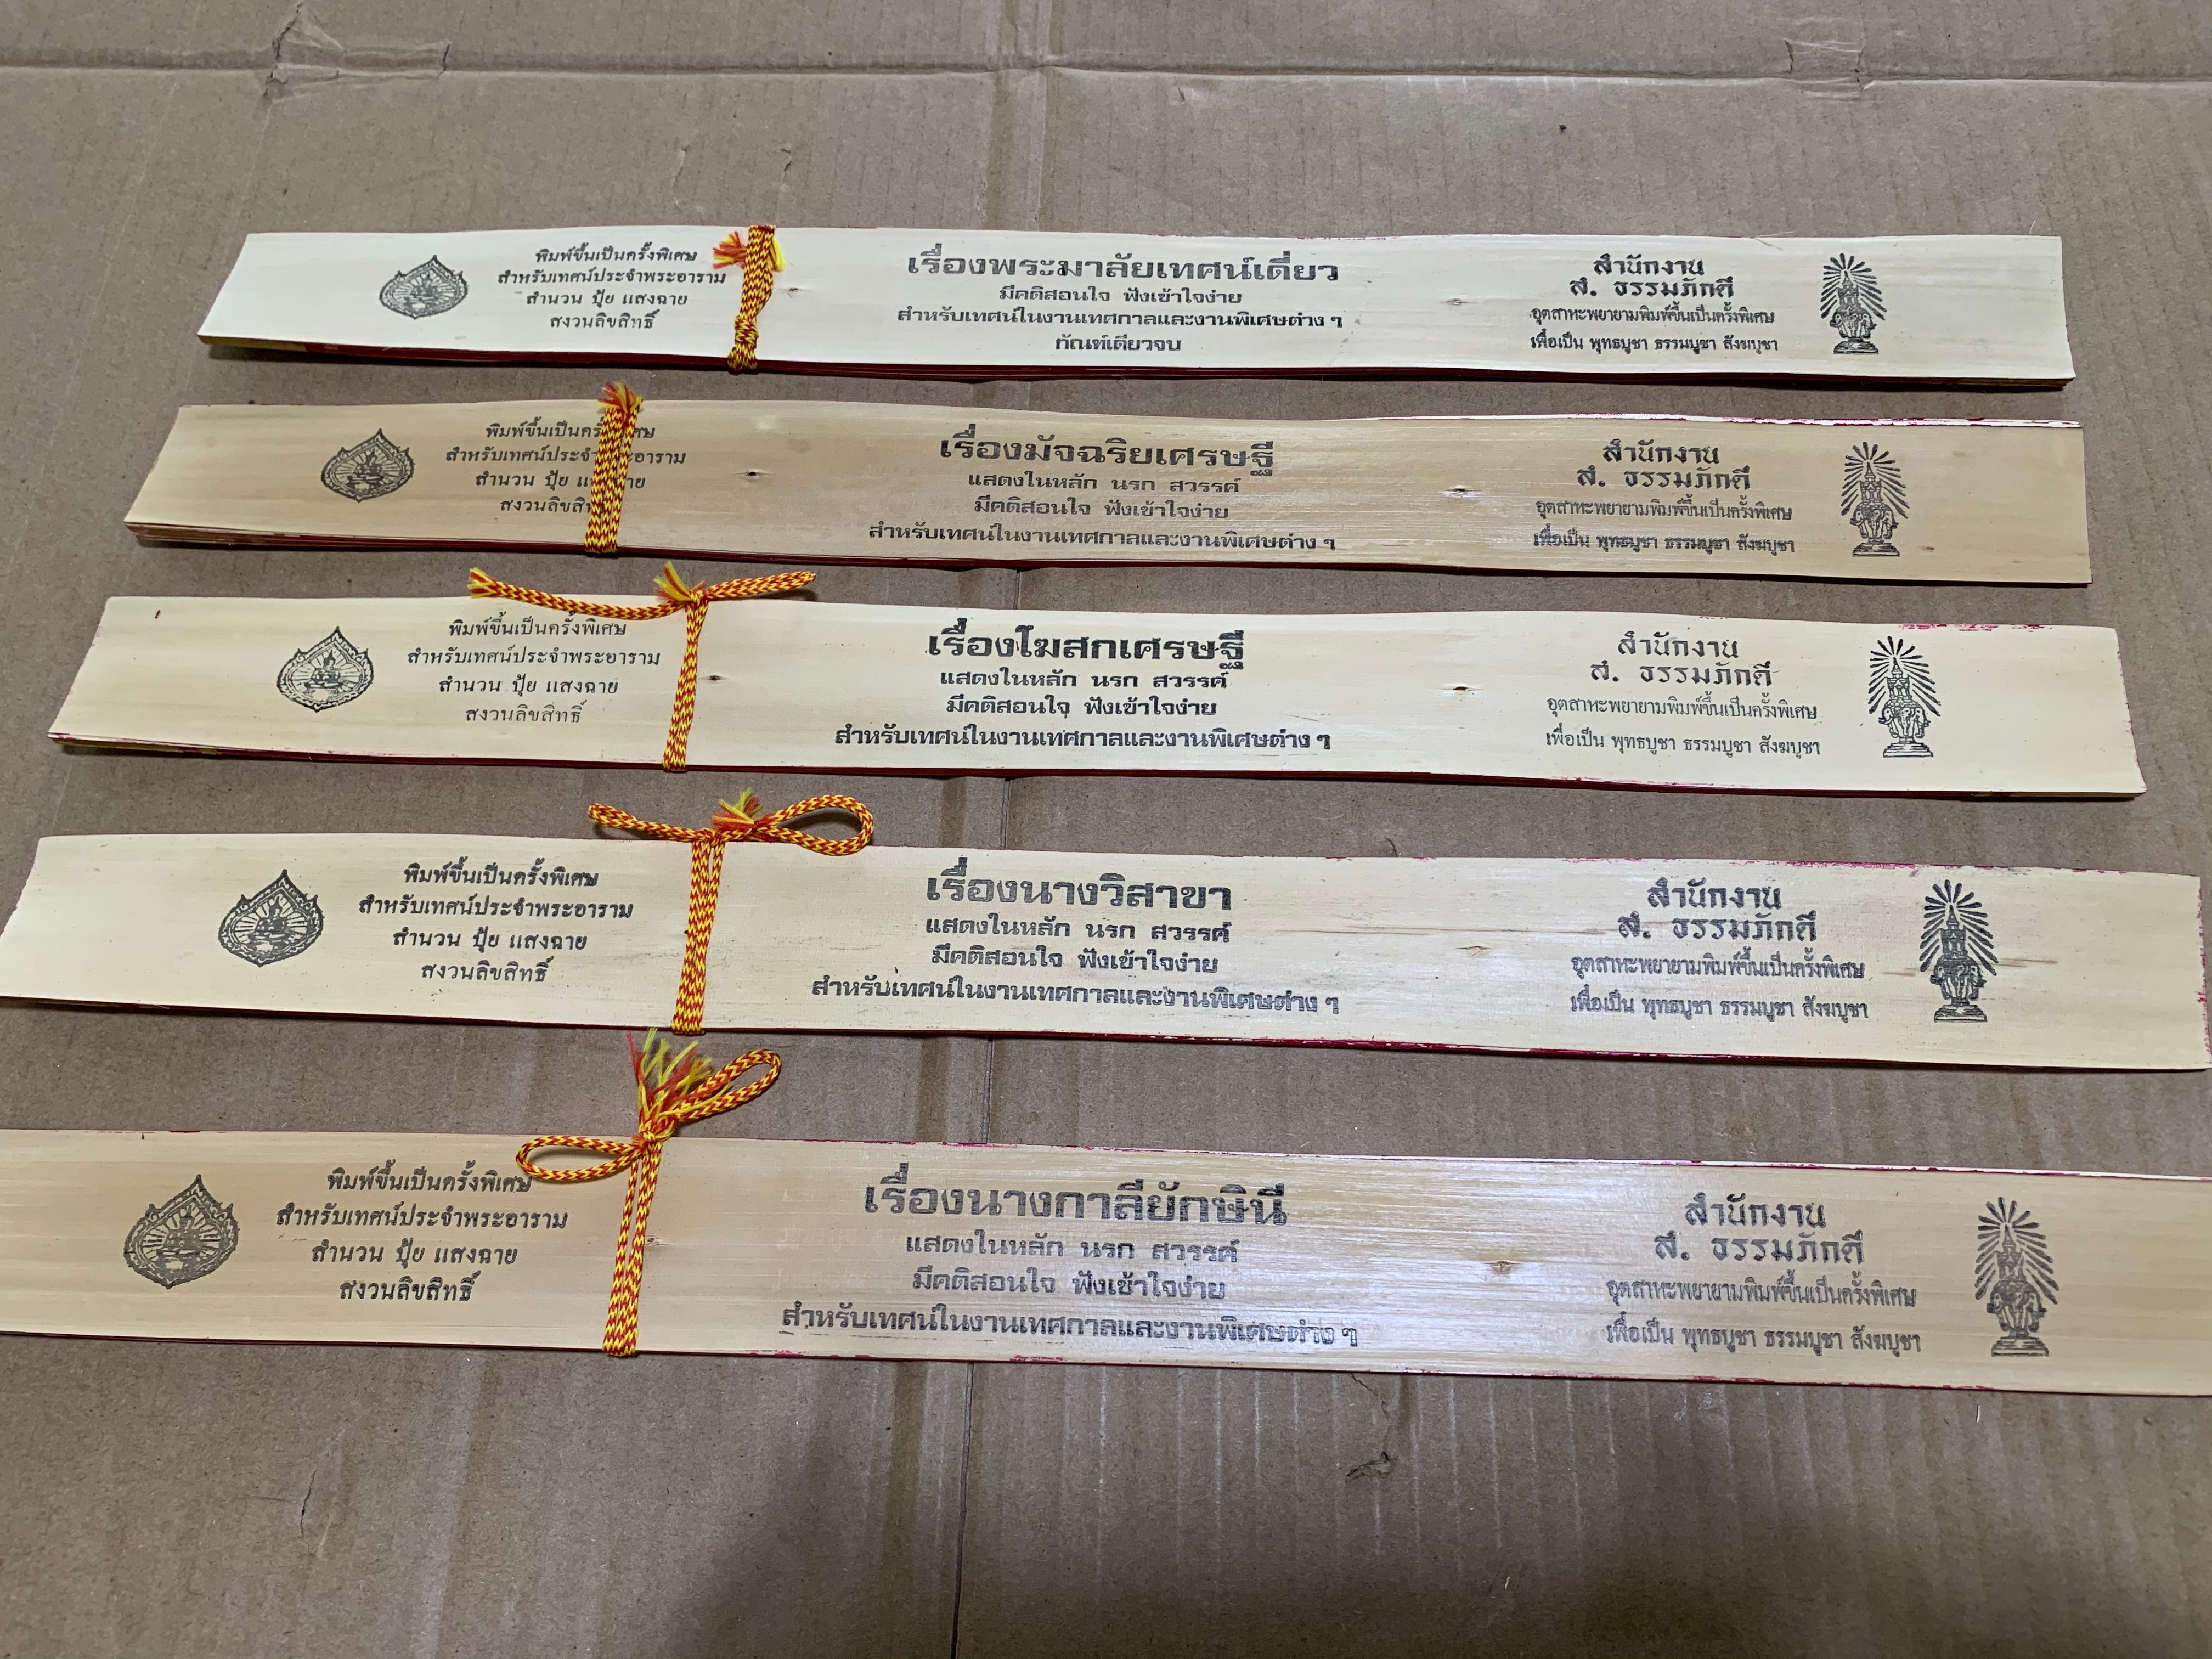 พิมพ์ขึ้นเป็นครั้งพิเศษ
สำหรับเทศน์ประจำพระอาราม
สำนวน ปุ้ย แสงฉาย
สงวนลิขสิทธิ์
เรื่องพระมาลัยเทศน์เดี่ยว
มีคติสอนใจ ฟังเข้าใจง่าย
สำหรับเทศน์ในงานเทศกาลและงานพิเศษต่าง ๆ
กัณฑ์เดียวจบ
สำนักงาน
ส. ธรรมภักดี
อุตสาหะพยายามพิมพ์ขึ้นเป็นครั้งพิเศษ
เพื่อเป็น พุทธบูชา ธรรมบูชา สังฆบูชา
พิมพ์ขึ้นเป็นครั้งพิเศษ
สำหรับเทศน์ประจำพระอาราม
สำนวน ปุ้ย แสงฉาย
สงวนลิขสิทธิ์
เรื่องมัจฉริยเศรษฐี
แสดงในหลัก นรก สวรรค์
มีคติสอนใจ ฟังเข้าใจง่าย
สำหรับเทศน์ในงานเทศกาลและงานพิเศษต่าง ๆ
สำนักงาน
ส. ธรรมภักดี
อุตสาหะพยายามพิมพ์ขึ้นเป็นครั้งพิเศษ
เพื่อเป็น พุทธบูชา ธรรมบูชา สังฆบูชา
พิมพ์ขึ้นเป็นครั้งพิเศษ
สำหรับเทศน์ประจำพระอาราม
สำนวน ปุ้ย แสงฉาย
สงวนลิขสิทธิ์
เรื่องโฆสกเศรษฐี
แสดงในหลัก นรก สวรรค์
มีคติสอนใจ ฟังเข้าใจง่าย
สำหรับเทศน์ในงานเทศกาลและงานพิเศษต่าง ๆ
สำนักงาน
ส. ธรรมภักดี
อุตสาหะพยายามพิมพ์ขึ้นเป็นครั้งพิเศษ
เพื่อเป็น พุทธบูชา ธรรมบูชา สังฆบูชา
พิมพ์ขึ้นเป็นครั้งพิเศษ
สำหรับเทศน์ประจำพระอาราม
สำนวน ปุ้ย แสงฉาย
สงวนลิขสิทธิ์
เรื่องนางวิสาขา
แสดงในหลัก นรก สวรรค์
มีคติสอนใจ ฟังเข้าใจง่าย
สำหรับเทศน์ในงานเทศกาลและงานพิเศษต่าง ๆ
สำนักงาน
ส. ธรรมภักดี
อุตสาหะพยายามพิมพ์ขึ้นเป็นครั้งพิเศษ
เพื่อเป็น พุทธบูชา ธรรมบูชา สังฆบูชา
พิมพ์ขึ้นเป็นครั้งพิเศษ
สำหรับเทศน์ประจำพระอาราม
สำนวน ปุ้ย แสงฉาย
สงวนลิขสิทธิ์
เรื่องนางกาลียักษินี
แสดงในหลัก นรก สวรรค์
มีคติสอนใจ ฟังเข้าใจง่าย
สำหรับเทศน์ในงานเทศกาลและงานพิเศษต่าง ๆ
สำนักงาน
ส. ธรรมภักดี
อุตสาหะพยายามพิมพ์ขึ้นเป็นครั้งพิเศษ
เพื่อเป็น พุทธบูชา ธรรมบูชา สังฆบูชา